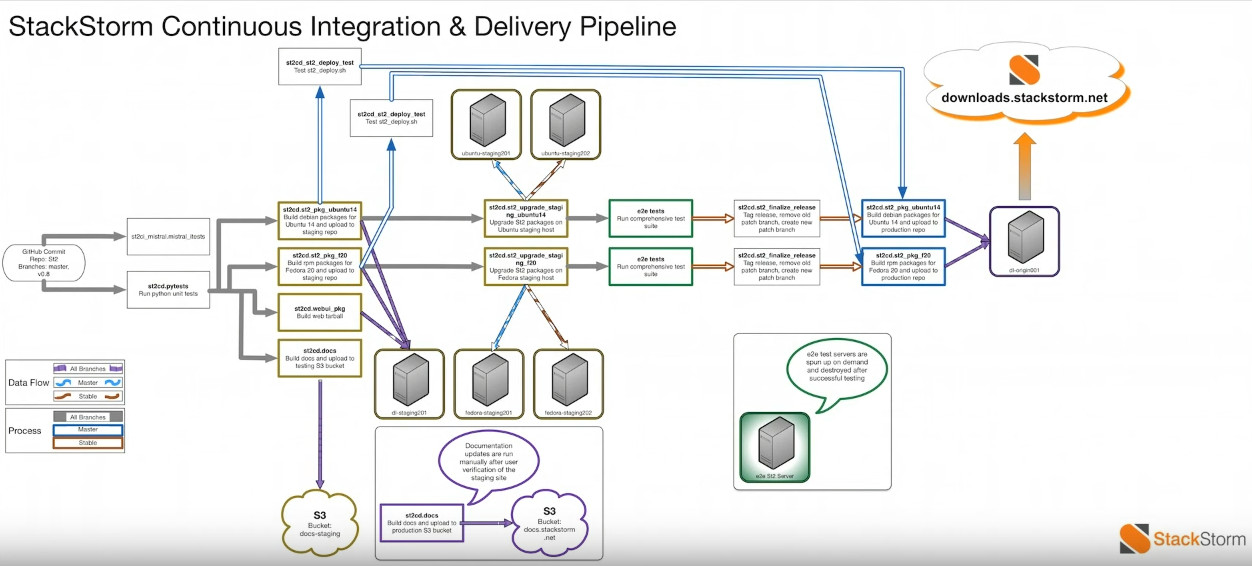 StackStorm Continuous Integration & Delivery Pipeline
st2cd_st2_deploy_test
Test st2_deploy.sh
st2cd_st2_deploy_test
Test st2_deploy.sh
ubuntu-staging201
ubuntu-staging202
downloads.stackstorm.net
GitHub Commit
Repo: St2
Branches: master,
v0.8
st2ci_mistral.mistral_itests
st2cd.pytests
Run python unit tests
st2cd.st2_pkg_ubuntu14
Build debian packages for
Ubuntu 14 and upload to
staging repo
st2cd.st2_pkg_f20
Build rpm packages for
Fedora 20 and upload to
staging repo
st2cd.webui_pkg
Build web tarball
st2cd.docs
Build docs and upload to
testing S3 bucket
st2cd.st2_upgrade_stagi
ng_ubuntu14
Upgrade St2 packages on
Ubuntu staging host
st2cd.st2_upgrade_stagi
ng_f20
Upgrade St2 packages on
Fedora staging host
e2e tests
Run comprehensive test
suite
e2e tests
Run comprehensive test
suite
st2cd.st2_finalize_release
Tag release, remove old
patch branch, create new
patch branch
st2cd.st2_finalize_release
Tag release, remove old
patch branch, create new
patch branch
st2cd.st2_pkg_ubuntu14
Build debian packages for
Ubuntu 14 and upload to
production repo
st2cd.st2_pkg_f20
Build rpm packages for
Fedora 20 and upload to
production repo
dl-origin001
dl-staging201
fedora-staging201
fedora-staging202
Data Flow
All Branches
Master
Stable
Process
All Branches
Master
Stable
S3
Bucket:
docs-staging
Documentation
updates are run
manually after user
verification of the
staging site
st2cd.docs
Build docs and upload to
production S3 bucket
S3
Bucket:
docs.stackstorm
.net
e2e test servers are
spun up on demand
and destroyed after
successful testing
e2e St2 Server
StackStorm